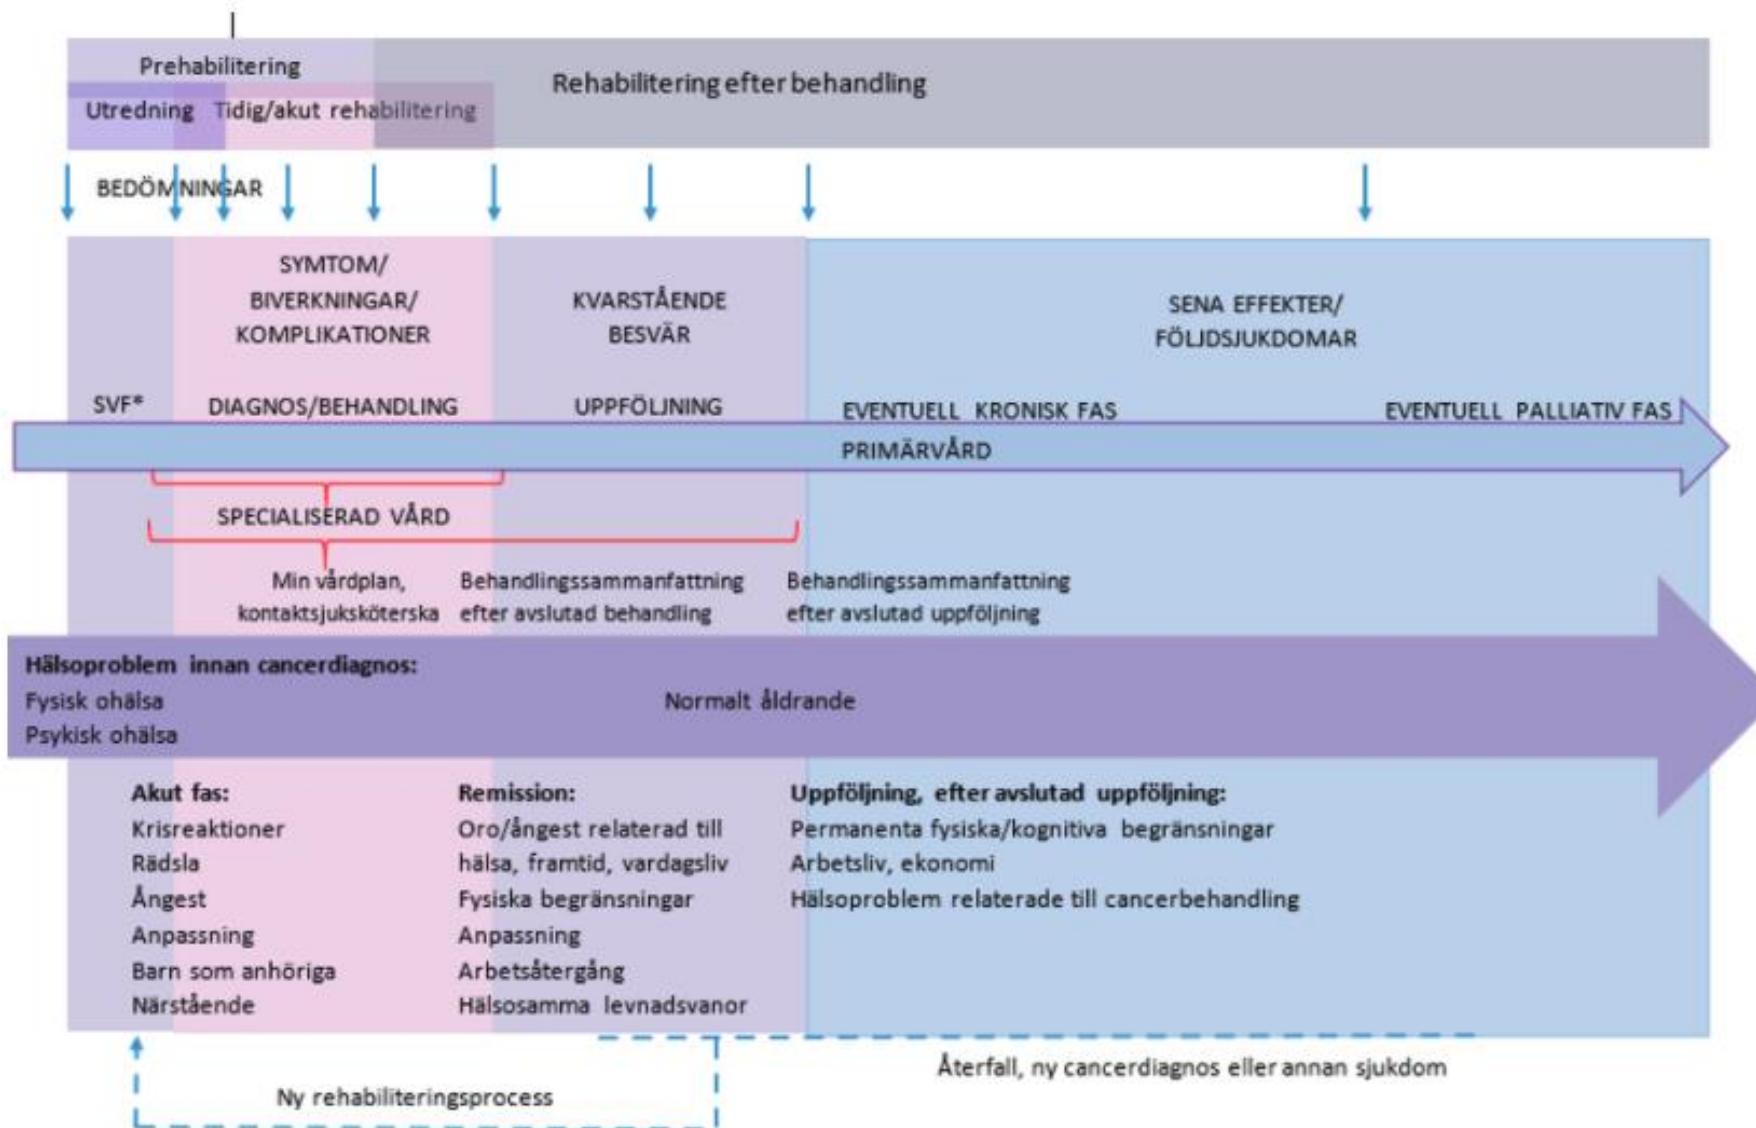 Prehabilitering
Rehabilitering efter behandling
Utredning
Tidig/akut rehabilitering
BEDÖMNINGAR
SYMTOM/
BIVERKNINGAR/
KOMPLIKATIONER
KVARSTÅENDE
BESVÄR
SENA EFFEKTER/
FÖLJDSJUKDOMAR
SVF*
DIAGNOS/BEHANDLING
UPPFÖLJNING
EVENTUELL KRONISK FAS
EVENTUELL PALLIATIV FAS
PRIMÄRVÅRD
SPECIALISERAD VÅRD
Min vårdplan,
kontaktsjuksköterska
Behandlingssammanfattning
efter avslutad behandling
Behandlingssammanfattning
efter avslutad uppföljning
Hälsoproblem innan cancerdiagnos:
Fysisk ohälsa
Psykisk ohälsa
Normalt åldrande
Akut fas:
Krisreaktioner
Rädsla
Ångest
Anpassning
Barn som anhöriga
Närstående
Remission:
Oro/ångest relaterad till
hälsa, framtid, vardagsliv
Fysiska begränsningar
Anpassning
Arbetsåtergång
Hälsosamma levnadsvanor
Uppföljning, efter avslutad uppföljning:
Permanenta fysiska/kognitiva begränsningar
Arbetsliv, ekonomi
Hälsoproblem relaterade till cancerbehandling
Återfall, ny cancerdiagnos eller annan sjukdom
Ny rehabiliteringsprocess